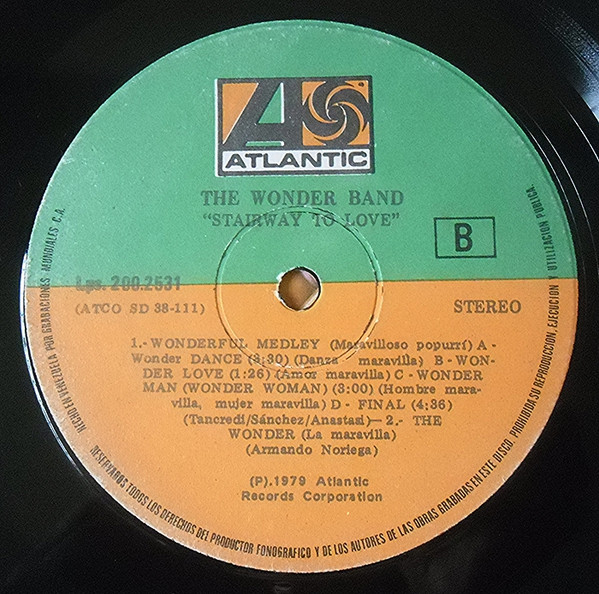 ATLANTIC
THE WONDER BAND
"STAIRWAY TO LOVE"
B
Lps. 200.2531
(ATCO SD 38-111)
STEREO
1.- WONDERFUL MEDLEY (Maravilloso popurrí) A -
Wonder DANCE (3:30) (Danza maravilla) B - WON-
DER LOVE (1:26) (Amor maravilla) C - WONDER
MAN (WONDER WOMAN) (3:00) (Hombre mara-
villa, mujer maravilla) D - FINAL (4:36)
(Tancredi/Sánchez/Anastasi)— 2.- THE
WONDER (La maravilla)
(Armando Noriega)
(P).1979 Atlantic
Records Corporation
HECHO EN VENEZUELA POR GRABACIONES MUNDIALES C.A.
RESERVADOS TODOS LOS DERECHOS DEL PRODUCTOR FONOGRAFICO Y DE LOS AUTORES DE LAS OBRAS GRABADAS EN ESTE DISCO, PROHIBIDA SU REPRODUCCION, EJECUCION Y UTILIZACION PUBLICA.